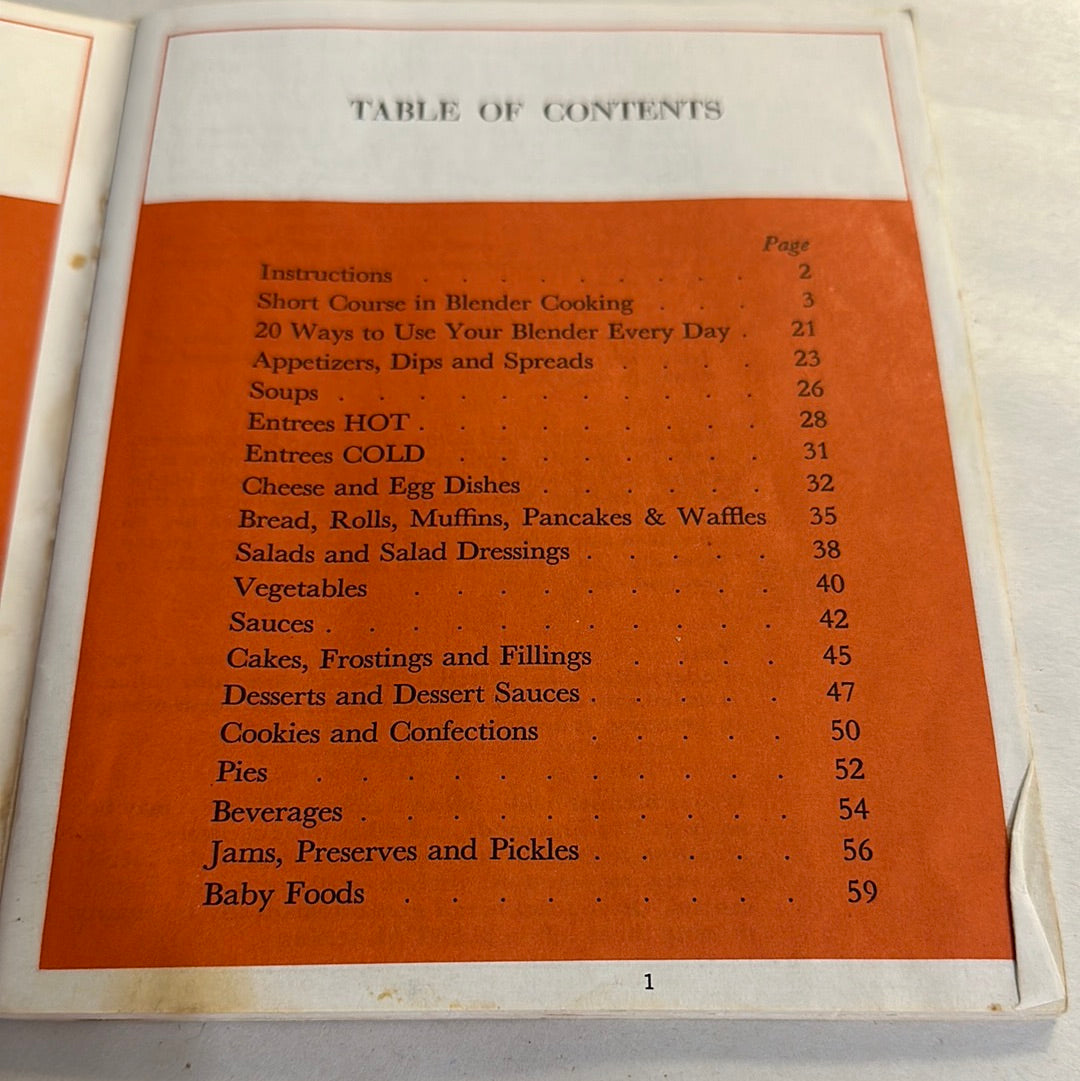 TABLE OF CONTENTS
Page
Instructions . . . . . . . . . 2
Short Course in Blender Cooking . . . 3
20 Ways to Use Your Blender Every Day . 21
Appetizers, Dips and Spreads . . . . 23
Soups . . . . . . . . . . . 26
Entrees HOT . . . . . . . . . 28
Entrees COLD . . . . . . . . 31
Cheese and Egg Dishes . . . . . . 32
Bread, Rolls, Muffins, Pancakes & Waffles 35
Salads and Salad Dressings . . . . . 38
Vegetables . . . . . . . . . 40
Sauces . . . . . . . . . . . 42
Cakes, Frostings and Fillings . . . . 45
Desserts and Dessert Sauces . . . . . 47
Cookies and Confections . . . . . 50
Pies . . . . . . . . . . . 52
Beverages . . . . . . . . . . 54
Jams, Preserves and Pickles . . . . . 56
Baby Foods . . . . . . . . . 59
1